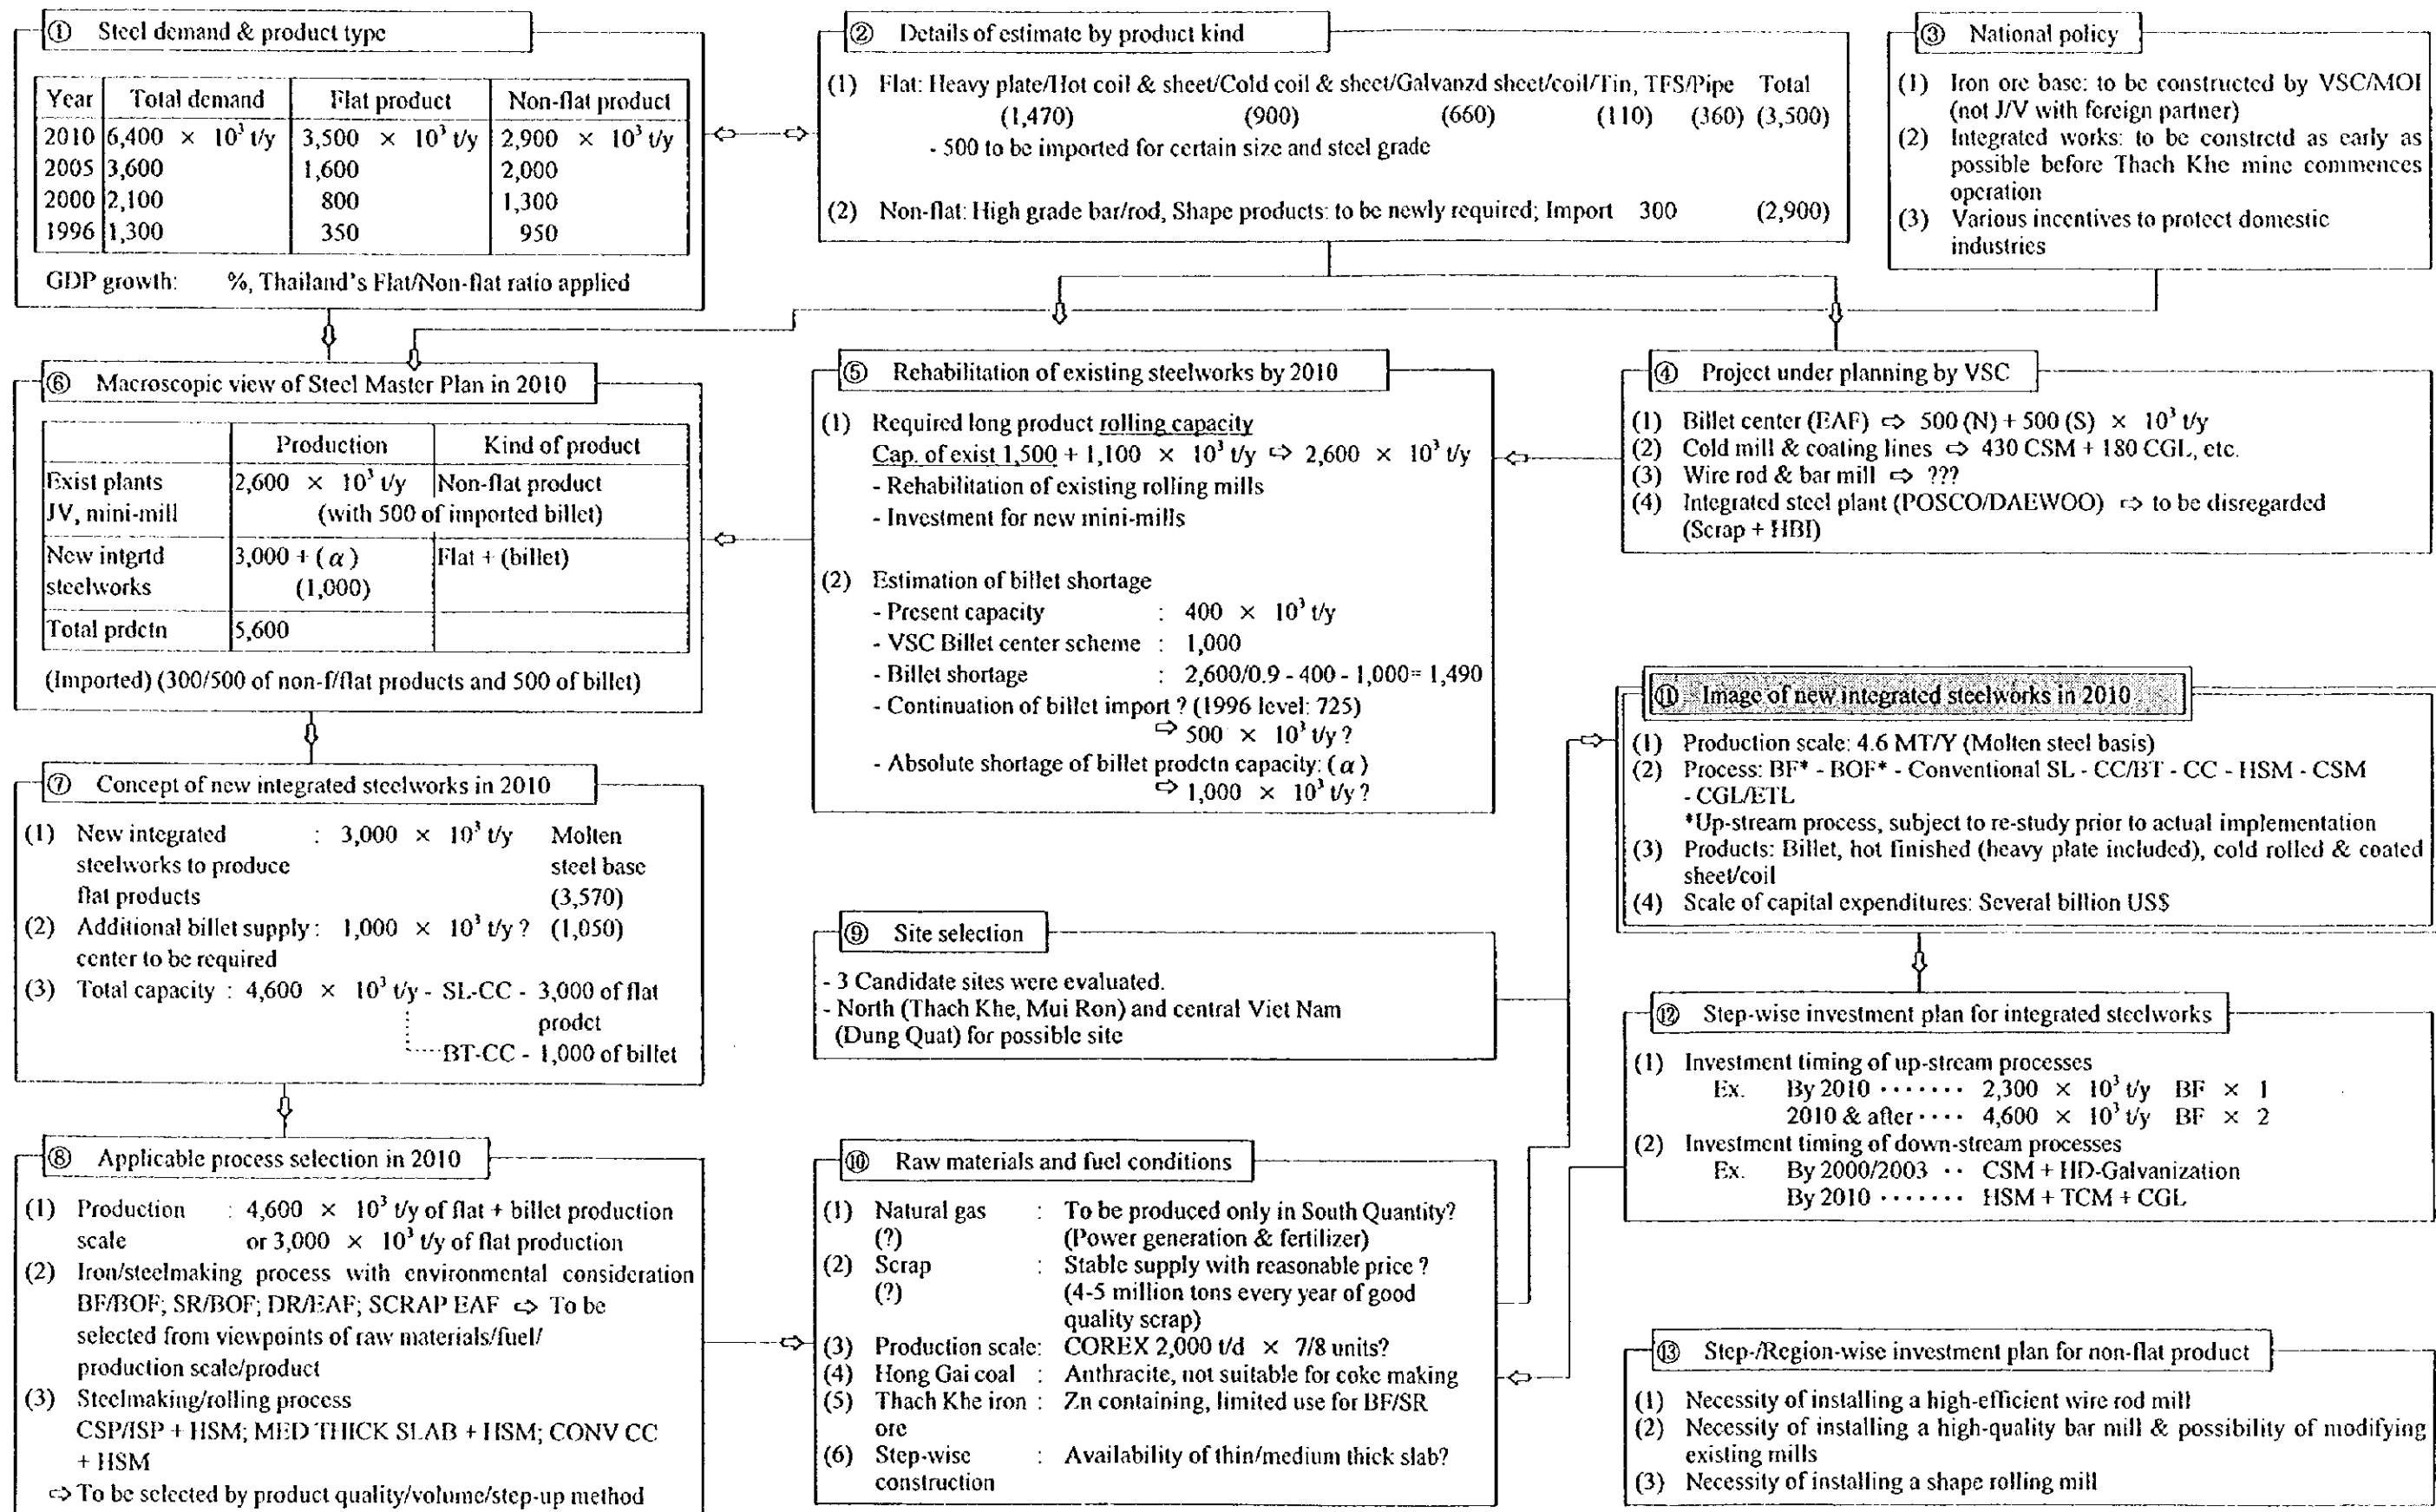 ① Steel demand & product type
Year Total demand Flat product Non-flat product
2010 6,400 × 10³ t/y 3,500 × 10³ t/y 2,900 × 10³ t/y
2005 3,600 1,600 2,000
2000 2,100 800 1,300
1996 1,300 350 950
GDP growth: %, Thailand's Flat/Non-flat ratio applied
② Details of estimate by product kind
(1) Flat: Heavy plate/Hot coil & sheet/Cold coil & sheet/Galvanzd sheet/coil/Tin, TFS/Pipe Total
(1,470) (900) (660) (110) (360) (3,500)
- 500 to be imported for certain size and steel grade
(2) Non-flat: High grade bar/rod, Shape products: to be newly required; Import 300 (2,900)
③ National policy
(1) Iron ore base: to be constructed by VSC/MOI
(not J/V with foreign partner)
(2) Integrated works: to be constrctd as early as
possible before Thach Khe mine commences
operation
(3) Various incentives to protect domestic
industries
⑥ Macroscopic view of Steel Master Plan in 2010
Production Kind of product
Exist plants 2,600 × 10³ t/y Non-flat product
JV, mini-mill (with 500 of imported billet)
New intgrtd 3,000 + (α) Flat + (billet)
steelworks (1,000)
Total prdctn 5,600
(Imported) (300/500 of non-f/flat products and 500 of billet)
⑤ Rehabilitation of existing steelworks by 2010
(1) Required long product rolling capacity
Cap. of exist 1,500 + 1,100 × 10³ t/y ⇨ 2,600 × 10³ t/y
- Rehabilitation of existing rolling mills
- Investment for new mini-mills
(2) Estimation of billet shortage
- Present capacity : 400 × 10³ t/y
- VSC Billet center scheme : 1,000
- Billet shortage : 2,600/0.9 - 400 - 1,000= 1,490
- Continuation of billet import ? (1996 level: 725)
⇨ 500 × 10³ t/y ?
- Absolute shortage of billet prodctn capacity: (α)
⇨ 1,000 × 10³ t/y ?
④ Project under planning by VSC
(1) Billet center (EAF) ⇨ 500 (N) + 500 (S) × 10³ t/y
(2) Cold mill & coating lines ⇨ 430 CSM + 180 CGL, etc.
(3) Wire rod & bar mill ⇨ ???
(4) Integrated steel plant (POSCO/DAEWOO) ⇨ to be disregarded
(Scrap + HBI)
⑦ Concept of new integrated steelworks in 2010
(1) New integrated : 3,000 × 10³ t/y Molten
steelworks to produce steel base
flat products (3,570)
(2) Additional billet supply : 1,000 × 10³ t/y ? (1,050)
center to be required
(3) Total capacity : 4,600 × 10³ t/y - SL-CC - 3,000 of flat
prodct
BT-CC - 1,000 of billet
⑪ Image of new integrated steelworks in 2010
(1) Production scale: 4.6 MT/Y (Molten steel basis)
(2) Process: BF* - BOF* - Conventional SL - CC/BT - CC - HSM - CSM
- CGL/ETL
*Up-stream process, subject to re-study prior to actual implementation
(3) Products: Billet, hot finished (heavy plate included), cold rolled & coated
sheet/coil
(4) Scale of capital expenditures: Several billion US$
⑨ Site selection
- 3 Candidate sites were evaluated.
- North (Thach Khe, Mui Ron) and central Viet Nam
(Dung Quat) for possible site
⑫ Step-wise investment plan for integrated steelworks
(1) Investment timing of up-stream processes
Ex. By 2010 ······· 2,300 × 10³ t/y BF × 1
2010 & after ···· 4,600 × 10³ t/y BF × 2
(2) Investment timing of down-stream processes
Ex. By 2000/2003 ·· CSM + HD-Galvanization
By 2010 ······· HSM + TCM + CGL
⑧ Applicable process selection in 2010
(1) Production : 4,600 × 10³ t/y of flat + billet production
scale or 3,000 × 10³ t/y of flat production
(2) Iron/steelmaking process with environmental consideration
BF/BOF; SR/BOF; DR/EAF; SCRAP EAF ⇨ To be
selected from viewpoints of raw materials/fuel/
production scale/product
(3) Steelmaking/rolling process
CSP/ISP + HSM; MED THICK SLAB + HSM; CONV CC
+ HSM
⇨ To be selected by product quality/volume/step-up method
⑩ Raw materials and fuel conditions
(1) Natural gas : To be produced only in South Quantity?
(?) (Power generation & fertilizer)
(2) Scrap : Stable supply with reasonable price ?
(?) (4-5 million tons every year of good
quality scrap)
(3) Production scale: COREX 2,000 t/d × 7/8 units?
(4) Hong Gai coal : Anthracite, not suitable for coke making
(5) Thach Khe iron : Zn containing, limited use for BF/SR
ore
(6) Step-wise : Availability of thin/medium thick slab?
construction
⑬ Step-/Region-wise investment plan for non-flat product
(1) Necessity of installing a high-efficient wire rod mill
(2) Necessity of installing a high-quality bar mill & possibility of modifying
existing mills
(3) Necessity of installing a shape rolling mill